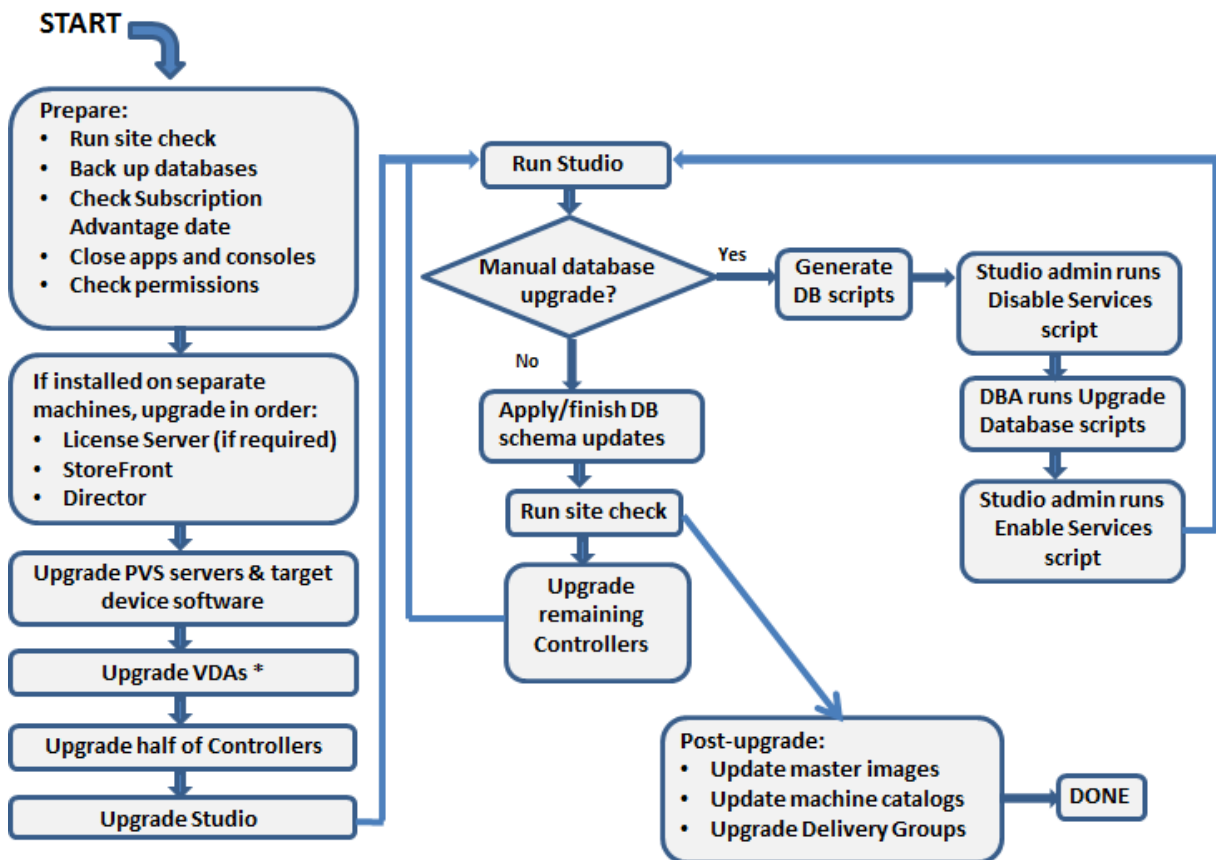 START
Prepare:
• Run site check
• Back up databases
• Check Subscription
Advantage date
• Close apps and consoles
• Check permissions
If installed on separate
machines, upgrade in order:
• License Server (if required)
• StoreFront
• Director
Upgrade PVS servers & target
device software
Upgrade VDAs *
Upgrade half of Controllers
Upgrade Studio
Run Studio
Manual database
upgrade?
Yes
No
Generate
DB scripts
Studio admin runs
Disable Services
script
DBA runs Upgrade
Database scripts
Studio admin runs
Enable Services
script
Apply/finish DB
schema updates
Run site check
Upgrade
remaining
Controllers
Post-upgrade:
• Update master images
• Update machine catalogs
• Upgrade Delivery Groups
DONE